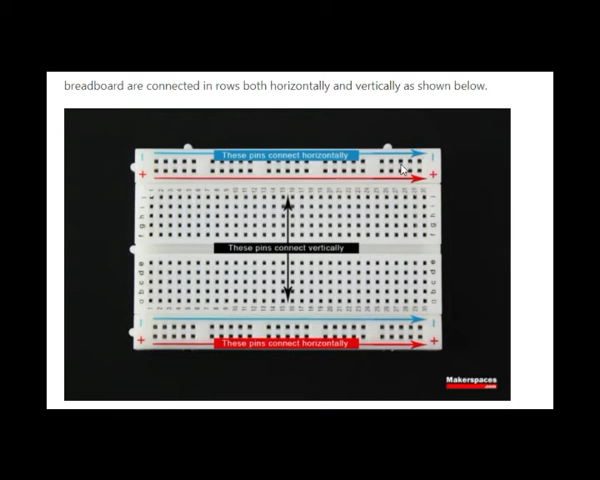 breadboard are connected in rows both horizontally and vertically as shown below.
These pins connect horizontally
- -
+ +
f g h i j
These pins connect vertically
a b c d e
- -
+ +
These pins connect horizontally
Makerspaces
.com